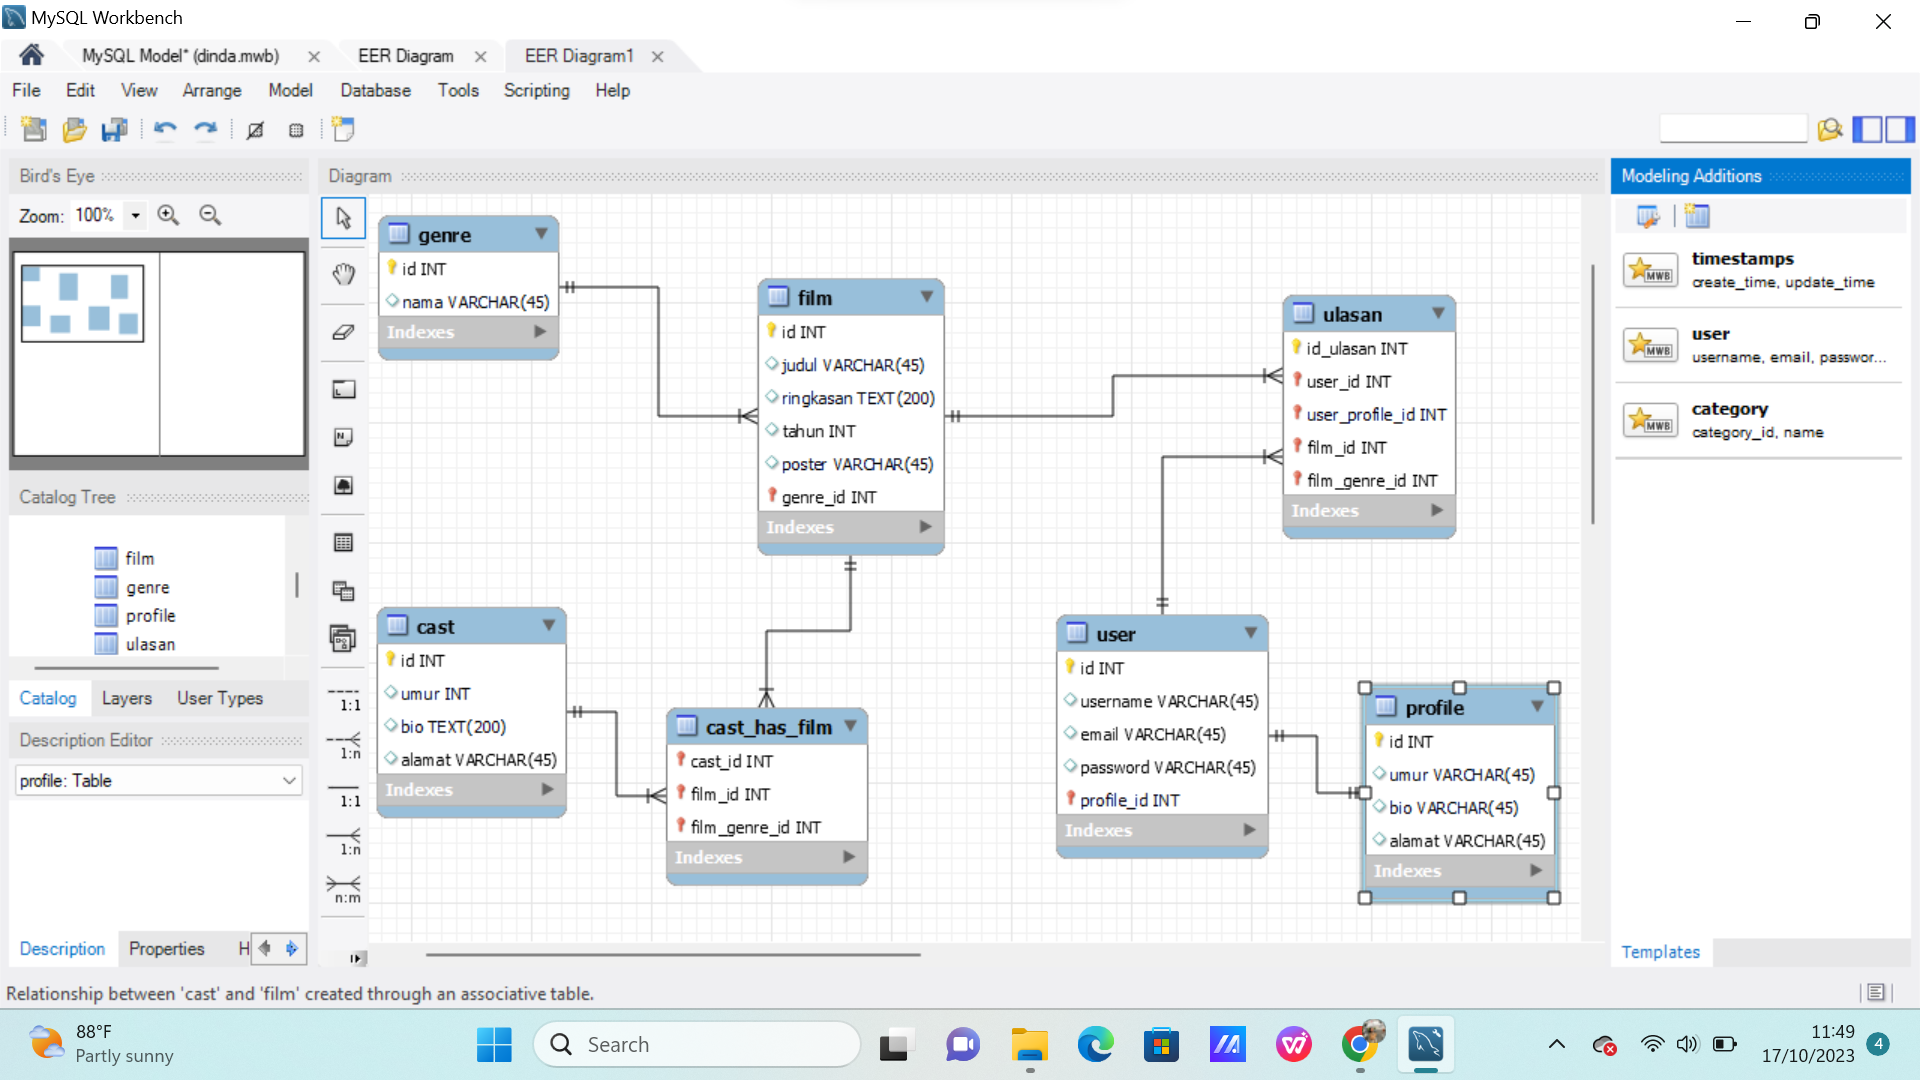 MySQL Workbench
MySQL Model* (dinda.mwb)
EER Diagram
EER Diagram1
File Edit View Arrange Model Database Tools Scripting Help
Bird's Eye
Zoom: 100%
Diagram
genre
id INT
nama VARCHAR(45)
Indexes
film
id INT
judul VARCHAR(45)
ringkasan TEXT(200)
tahun INT
poster VARCHAR(45)
genre_id INT
Indexes
ulasan
id_ulasan INT
user_id INT
user_profile_id INT
film_id INT
film_genre_id INT
Indexes
cast
id INT
umur INT
bio TEXT(200)
alamat VARCHAR(45)
Indexes
cast_has_film
cast_id INT
film_id INT
film_genre_id INT
Indexes
user
id INT
username VARCHAR(45)
email VARCHAR(45)
password VARCHAR(45)
profile_id INT
Indexes
profile
id INT
umur VARCHAR(45)
bio VARCHAR(45)
alamat VARCHAR(45)
Indexes
1:1
1:n
1:1
1:n
n:m
Catalog Tree
film
genre
profile
ulasan
Catalog Layers User Types
Description Editor
profile: Table
Description Properties H
Modeling Additions
MWB
timestamps
create_time, update_time
MWB
user
username, email, passwor...
MWB
category
category_id, name
Templates
Relationship between 'cast' and 'film' created through an associative table.
88°F
Partly sunny
Search
11:49
17/10/2023
4